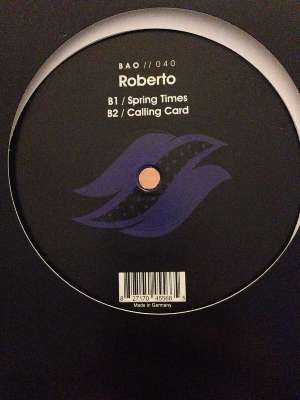 BAO // 040
Roberto
B1 / Spring Times
B2 / Calling Card
Made in Germany